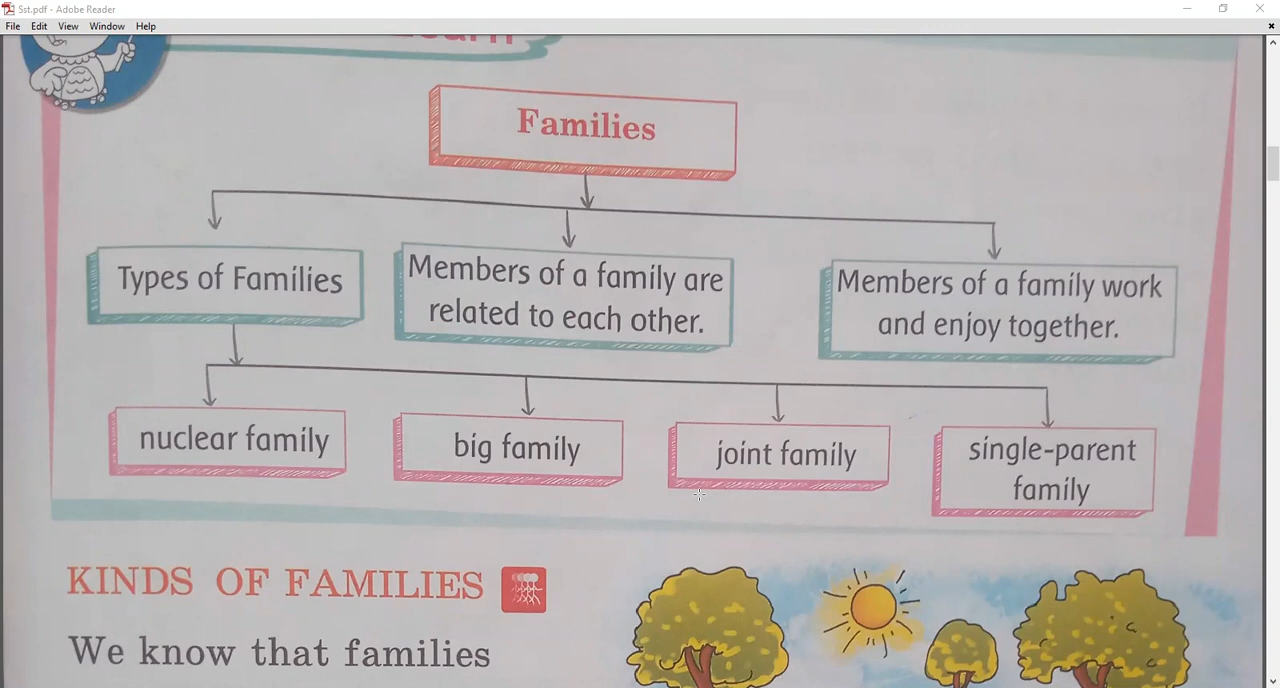 Sst.pdf - Adobe Reader
File Edit View Window Help
Learn
Families
Types of Families
Members of a family are
related to each other.
Members of a family work
and enjoy together.
nuclear family
big family
joint family
single-parent
family
KINDS OF FAMILIES
We know that families